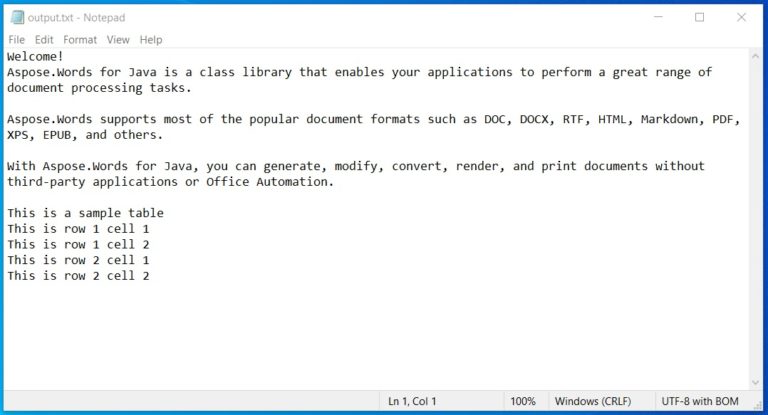 output.txt - Notepad
File Edit Format View Help
Welcome!
Aspose.Words for Java is a class library that enables your applications to perform a great range of
document processing tasks.
Aspose.Words supports most of the popular document formats such as DOC, DOCX, RTF, HTML, Markdown, PDF,
XPS, EPUB, and others.
With Aspose.Words for Java, you can generate, modify, convert, render, and print documents without
third-party applications or Office Automation.
This is a sample table
This is row 1 cell 1
This is row 1 cell 2
This is row 2 cell 1
This is row 2 cell 2
Ln 1, Col 1 100% Windows (CRLF) UTF-8 with BOM